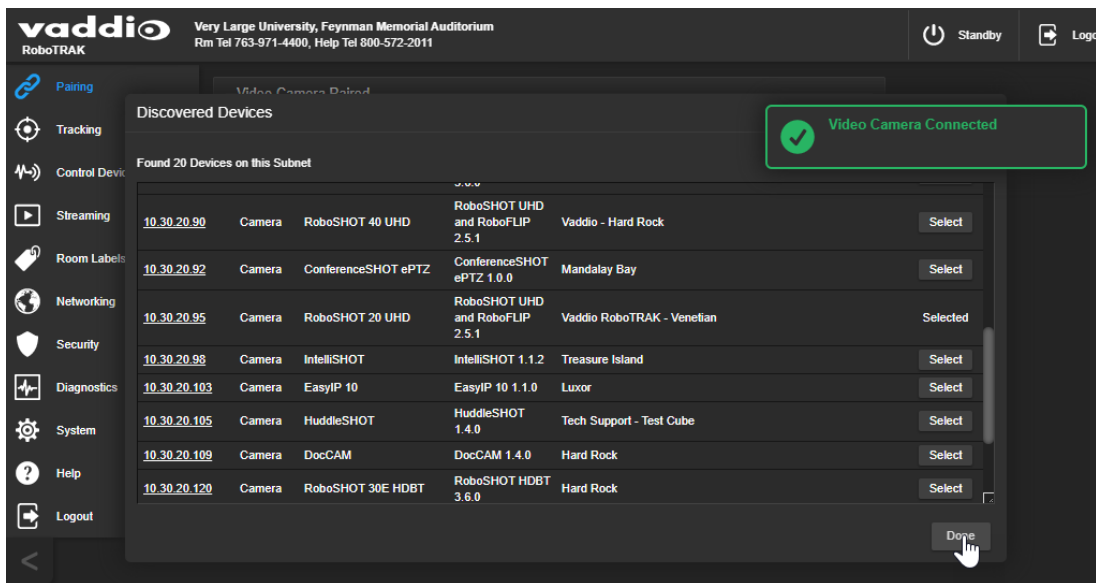 vaddio
RoboTRAK
Very Large University, Feynman Memorial Auditorium
Rm Tel 763-971-4400, Help Tel 800-572-2011
Standby
Pairing
Tracking
Control Devic
Streaming
Room Labels
Networking
Security
Diagnostics
System
Help
Logout
Video Camera Paired
Discovered Devices
Video Camera Connected
Found 20 Devices on this Subnet
10.30.20.90 Camera RoboSHOT 40 UHD RoboSHOT UHD and RoboFLIP 2.5.1 Vaddio - Hard Rock Select
10.30.20.92 Camera ConferenceSHOT ePTZ ConferenceSHOT ePTZ 1.0.0 Mandalay Bay Select
10.30.20.95 Camera RoboSHOT 20 UHD RoboSHOT UHD and RoboFLIP 2.5.1 Vaddio RoboTRAK - Venetian Selected
10.30.20.98 Camera IntelliSHOT IntelliSHOT 1.1.2 Treasure Island Select
10.30.20.103 Camera EasyIP 10 EasyIP 10 1.1.0 Luxor Select
10.30.20.105 Camera HuddleSHOT HuddleSHOT 1.4.0 Tech Support - Test Cube Select
10.30.20.109 Camera DocCAM DocCAM 1.4.0 Hard Rock Select
10.30.20.120 Camera RoboSHOT 30E HDBT RoboSHOT HDBT 3.6.0 Hard Rock Select
Done